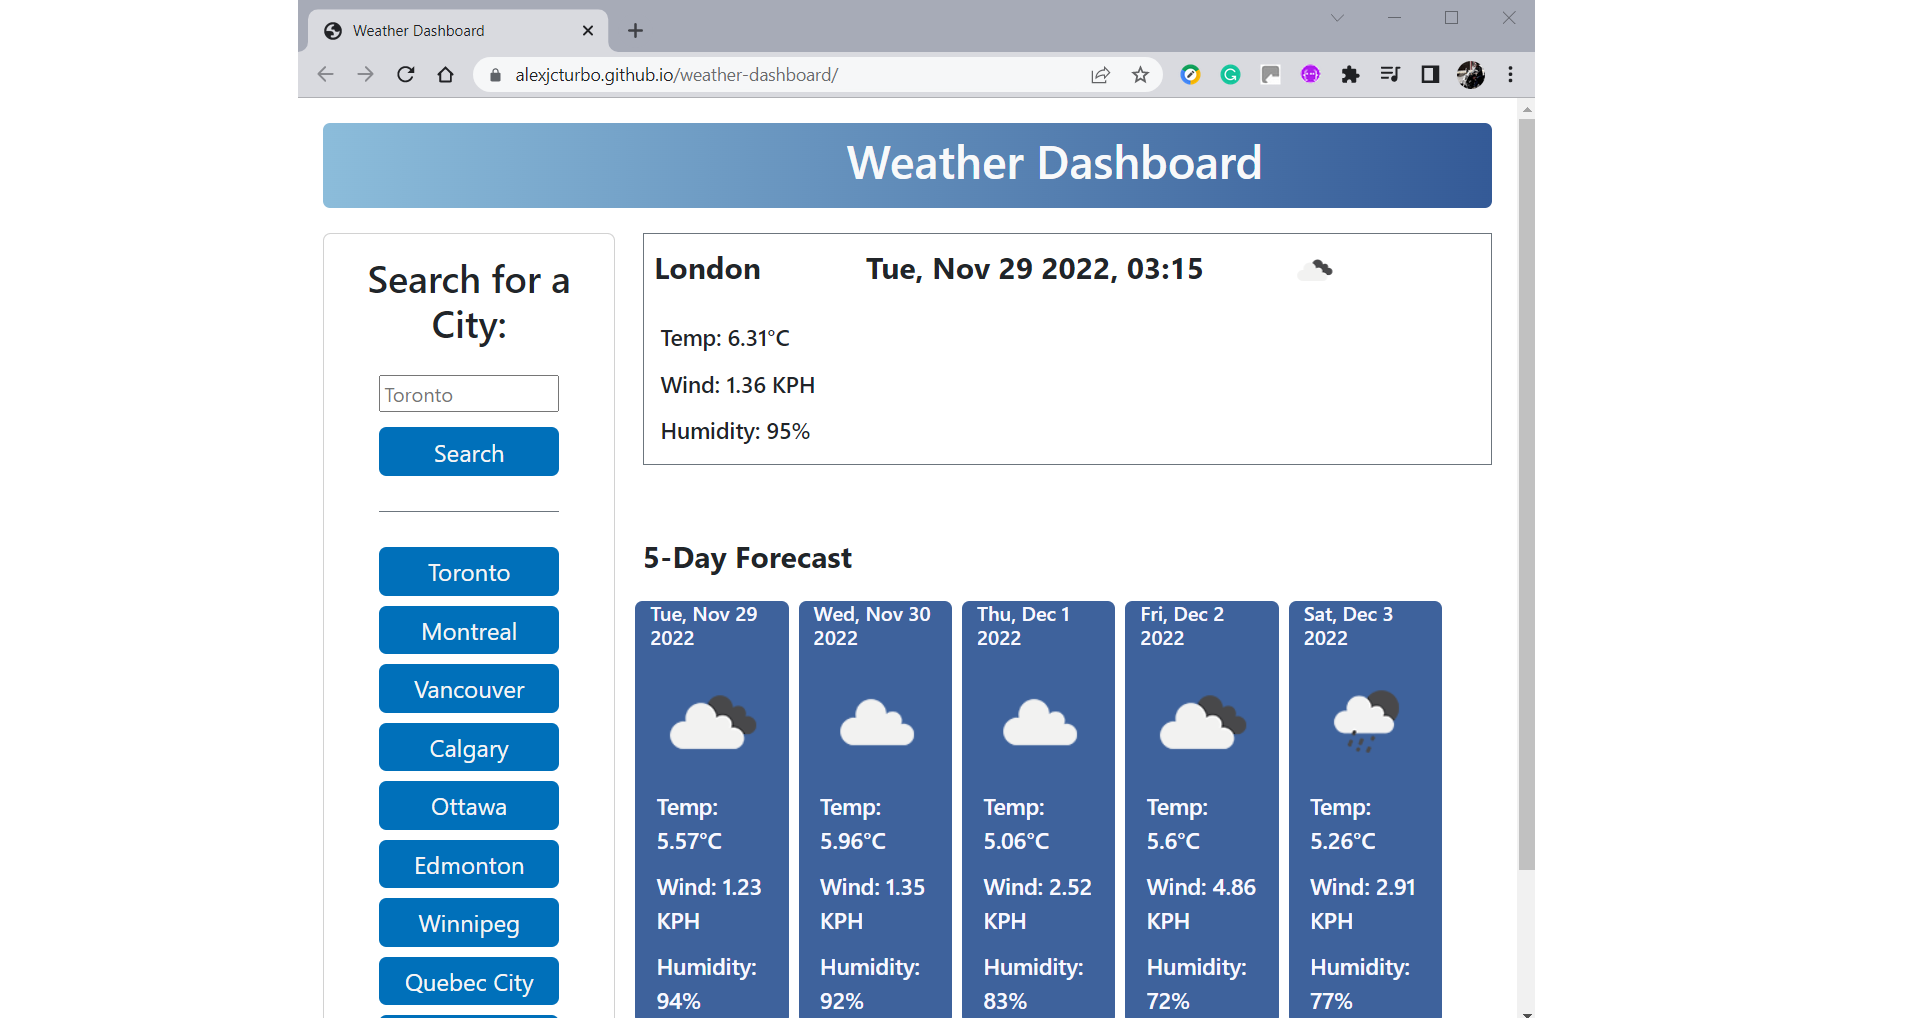 Weather Dashboard
alexjcturbo.github.io/weather-dashboard/
Weather Dashboard
Search for a
City:
Toronto
Search
Toronto
Montreal
Vancouver
Calgary
Ottawa
Edmonton
Winnipeg
Quebec City
London
Tue, Nov 29 2022, 03:15
Temp: 6.31°C
Wind: 1.36 KPH
Humidity: 95%
5-Day Forecast
Tue, Nov 29
2022
Temp:
5.57°C
Wind: 1.23
KPH
Humidity:
94%
Wed, Nov 30
2022
Temp:
5.96°C
Wind: 1.35
KPH
Humidity:
92%
Thu, Dec 1
2022
Temp:
5.06°C
Wind: 2.52
KPH
Humidity:
83%
Fri, Dec 2
2022
Temp:
5.6°C
Wind: 4.86
KPH
Humidity:
72%
Sat, Dec 3
2022
Temp:
5.26°C
Wind: 2.91
KPH
Humidity:
77%